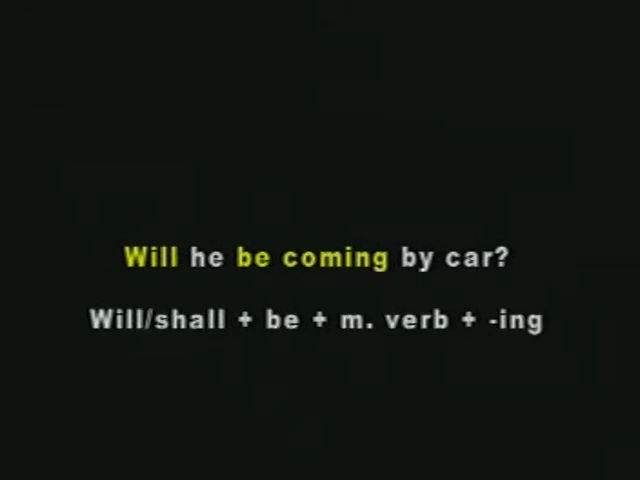 Will he be coming by car?
Will/shall + be + m. verb + -ing